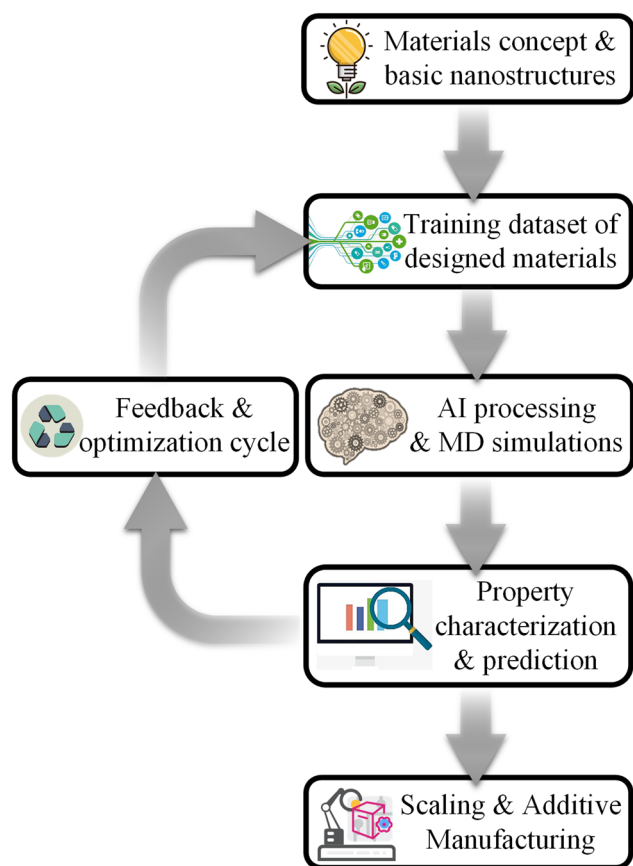 Materials concept &
basic nanostructures
Training dataset of
designed materials
Feedback &
optimization cycle
AI processing
& MD simulations
Property
characterization
& prediction
Scaling & Additive
Manufacturing